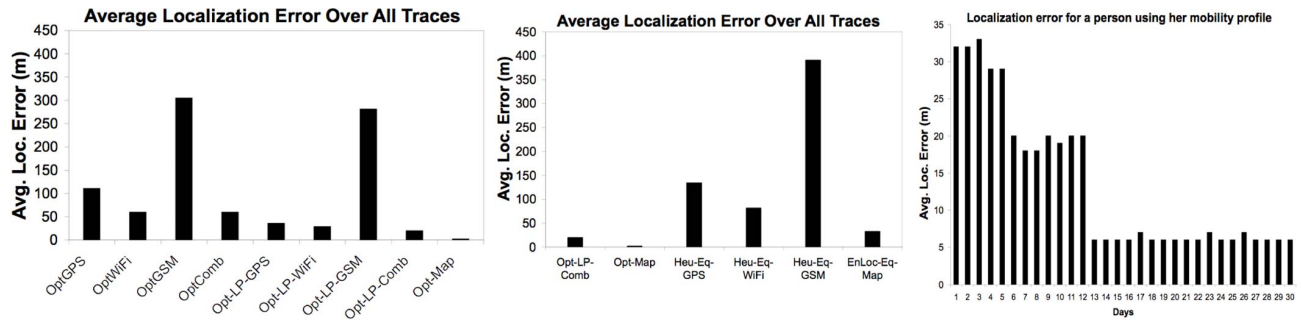 Average Localization Error Over All Traces
Avg. Loc. Error (m)
450
400
350
300
250
200
150
100
50
0
OptGPS
OptWiFi
OptGSM
OptComb
Opt-LP-GPS
Opt-LP-WiFi
Opt-LP-GSM
Opt-LP-Comb
Opt-Map
Average Localization Error Over All Traces
Avg. Loc. Error (m)
450
400
350
300
250
200
150
100
50
0
Opt-LP-
Comb
Opt-Map
Heu-Eq-
GPS
Heu-Eq-
WiFi
Heu-Eq-
GSM
EnLoc-Eq-
Map
Localization error for a person using her mobility profile
Avg. Loc. Error (m)
35
30
25
20
15
10
5
0
1 2 3 4 5 6 7 8 9 10 11 12 13 14 15 16 17 18 19 20 21 22 23 24 25 26 27 28 29 30
Days